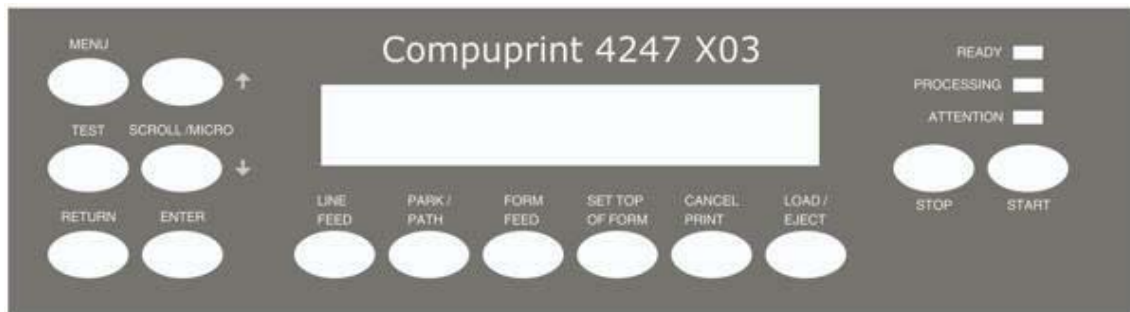 Compuprint 4247 X03
MENU
TEST
SCROLL /MICRO
RETURN
ENTER
LINE
FEED
PARK /
PATH
FORM
FEED
SET TOP
OF FORM
CANCEL
PRINT
LOAD /
EJECT
READY
PROCESSING
ATTENTION
STOP
START